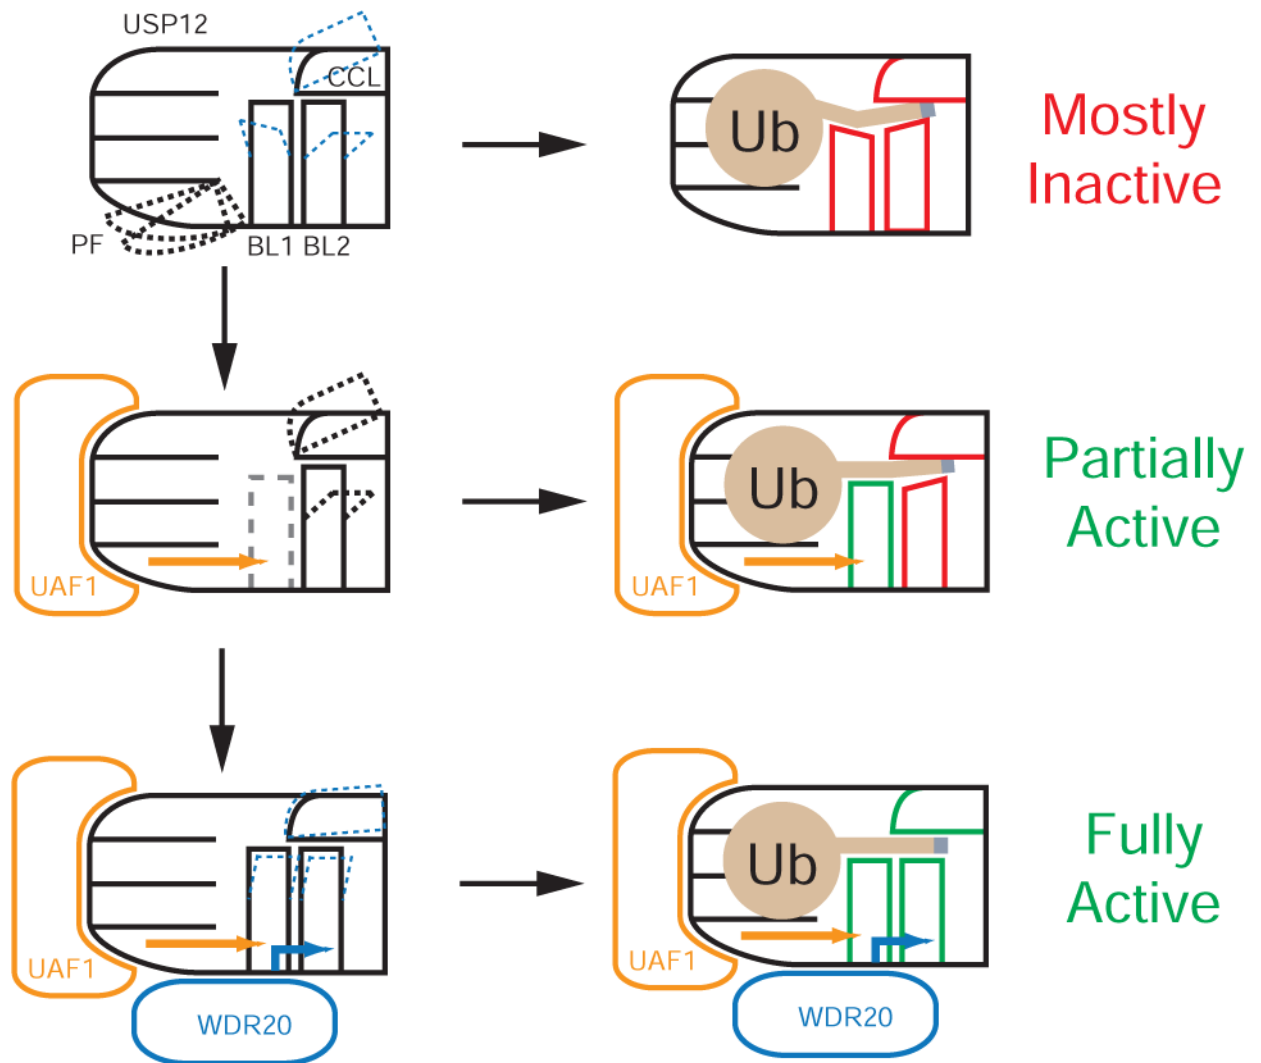 USP12
CCL
PF
BL1 BL2
Ub
Mostly
Inactive
UAF1
UAF1
Ub
Partially
Active
UAF1
WDR20
UAF1
Ub
WDR20
Fully
Active